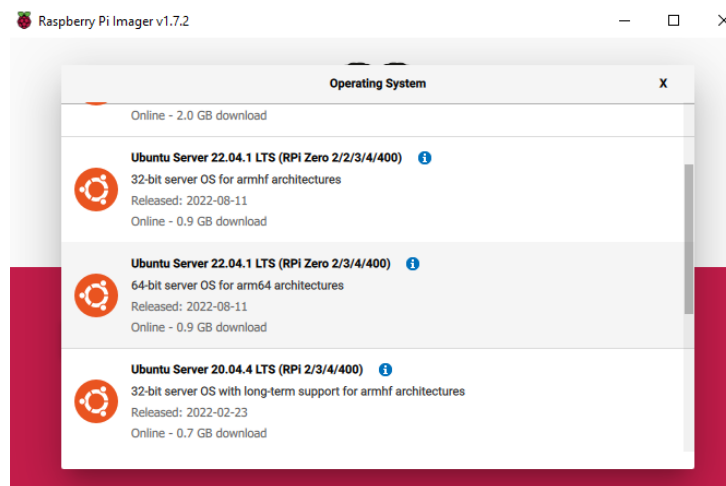 Raspberry Pi Imager v1.7.2
Operating System
X
Online - 2.0 GB download
Ubuntu Server 22.04.1 LTS (RPi Zero 2/2/3/4/400)
32-bit server OS for armhf architectures
Released: 2022-08-11
Online - 0.9 GB download
Ubuntu Server 22.04.1 LTS (RPi Zero 2/3/4/400)
64-bit server OS for arm64 architectures
Released: 2022-08-11
Online - 0.9 GB download
Ubuntu Server 20.04.4 LTS (RPi 2/3/4/400)
32-bit server OS with long-term support for armhf architectures
Released: 2022-02-23
Online - 0.7 GB download